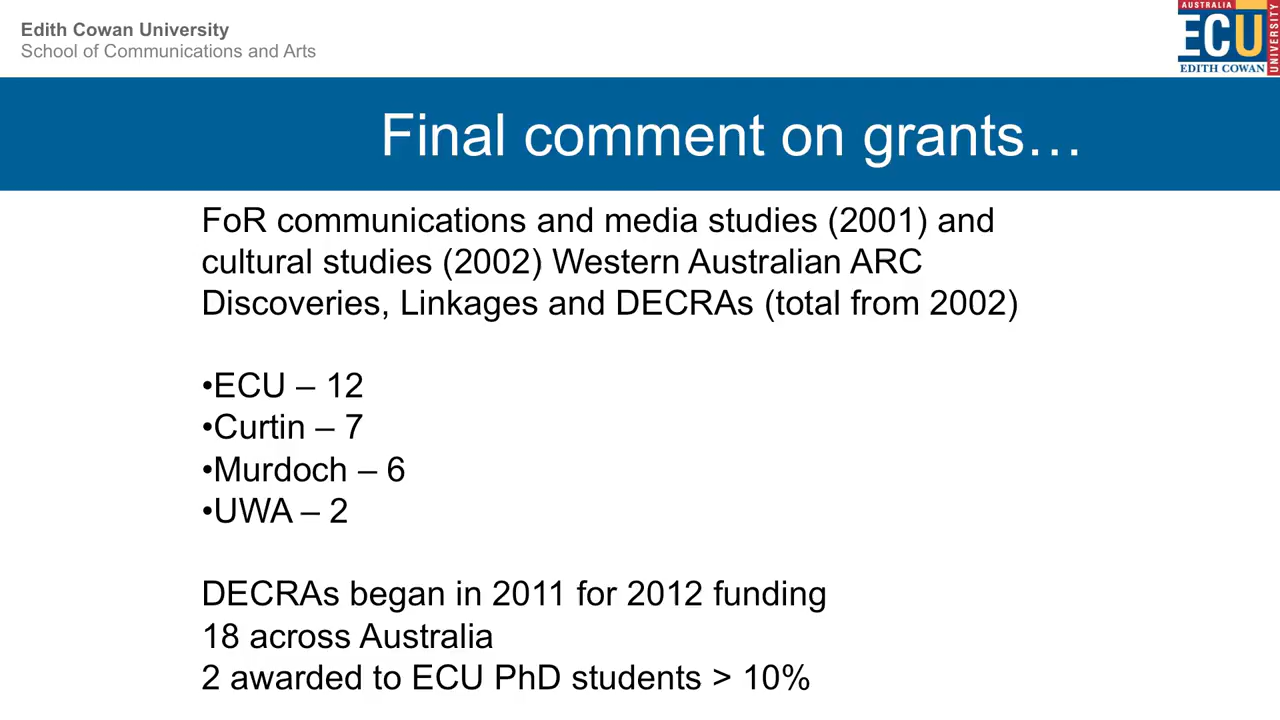 Edith Cowan University
School of Communications and Arts
AUSTRALIA
ECU
EDITH COWAN
UNIVERSITY
Final comment on grants…
FoR communications and media studies (2001) and
cultural studies (2002) Western Australian ARC
Discoveries, Linkages and DECRAs (total from 2002)
•ECU – 12
•Curtin – 7
•Murdoch – 6
•UWA – 2
DECRAs began in 2011 for 2012 funding
18 across Australia
2 awarded to ECU PhD students > 10%